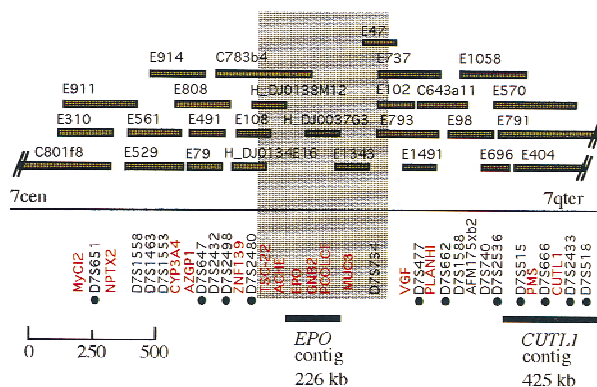 E47
E914 C783b4 E737 E1058
E911 E808 H_DJ0138M12 E102 C643a11 E570
E310 E561 E491 E108 H_DJ0037G3 E793 E98 E791
C801f8 E529 E79 H_DJ0134E16 E1343 E1491 E696 E404
7cen 7qter
MyCl2
D7S651
NPTX2
D7S1558
D7S1463
D7S1553
CYP3A4
AZGP1
D7S647
D7S2432
D7S2498
ZNF139
D7S2480
ACHE
EPO
GNB2
MUC3
VGF
D7S477
PLANHI
D7S662
D7S1588
AFM175xb2
D7S740
D7S2536
D7S515
PMS
D7S666
CUTL1
D7S2433
D7S518
0 250 500
EPO CUTL1
contig contig
226 kb 425 kb